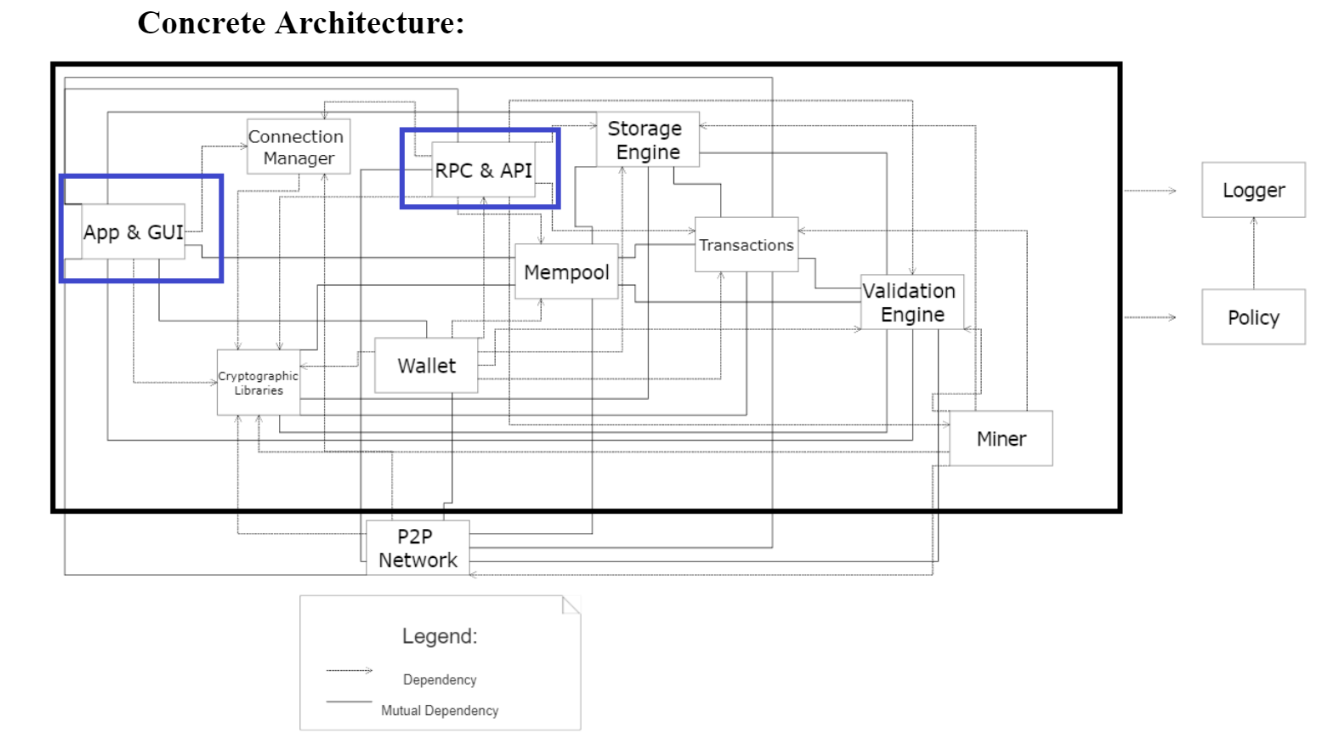 Concrete Architecture:
Connection
Manager
RPC & API
Storage
Engine
Logger
App & GUI
Transactions
Mempool
Validation
Engine
Policy
Wallet
Cryptographic
Libraries
Miner
P2P
Network
Legend:
Dependency
Mutual Dependency